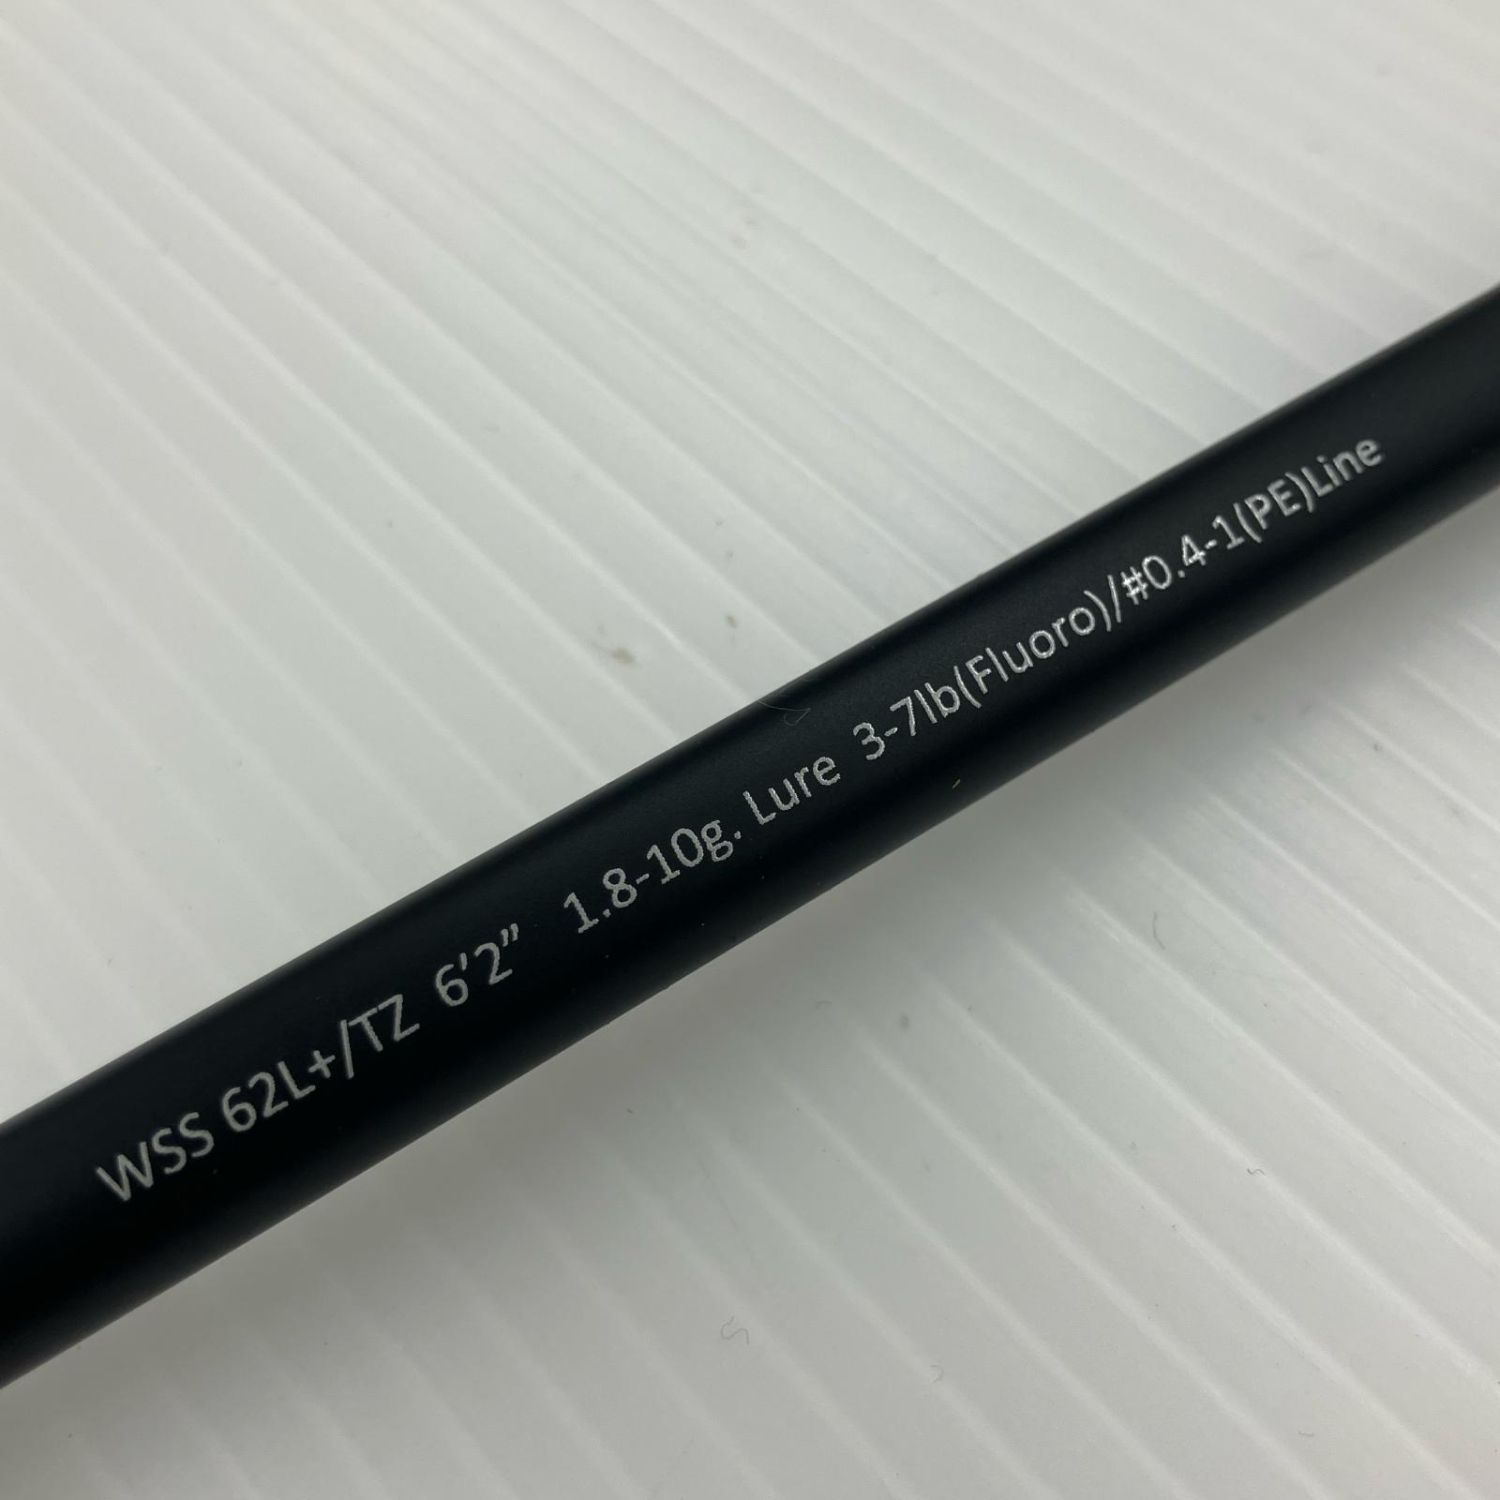 WSS 62L+/TZ 6'2” 1.8-10g. Lure 3-7lb(Fluoro)/#0.4-1(PE)Line